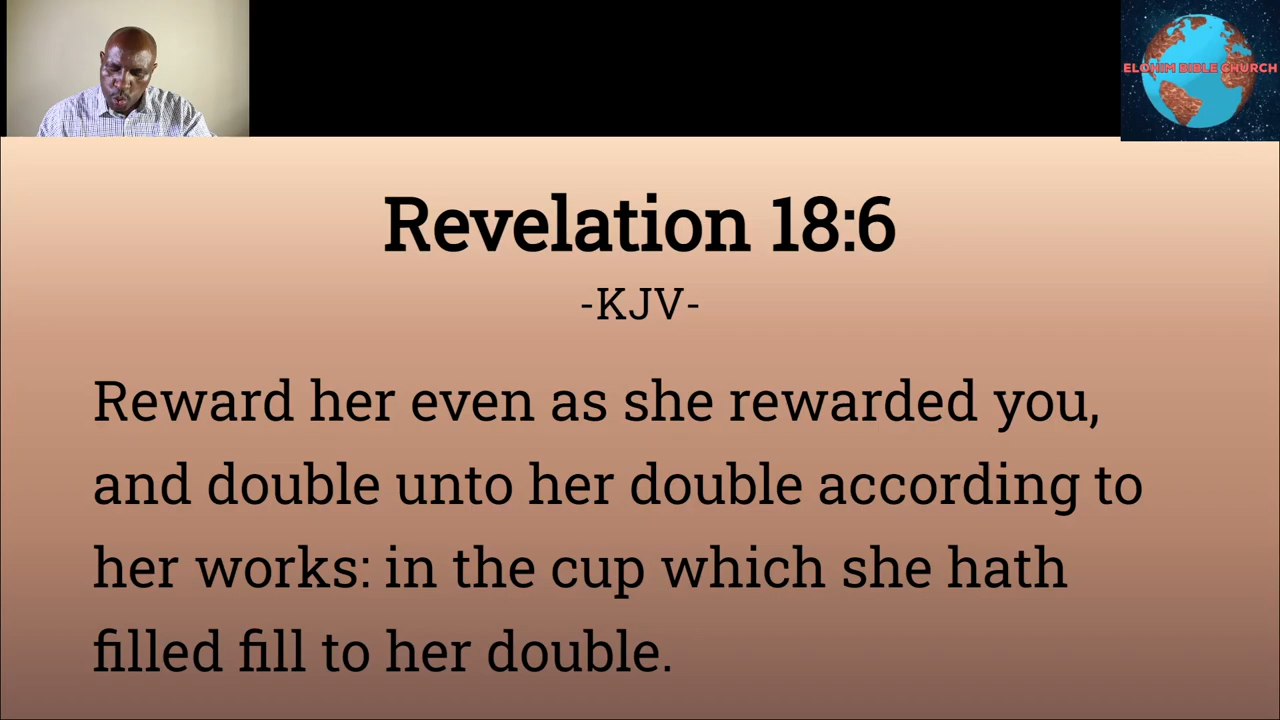 ELOHIM BIBLE CHURCH
Revelation 18:6
-KJV-
Reward her even as she rewarded you,
and double unto her double according to
her works: in the cup which she hath
filled fill to her double.